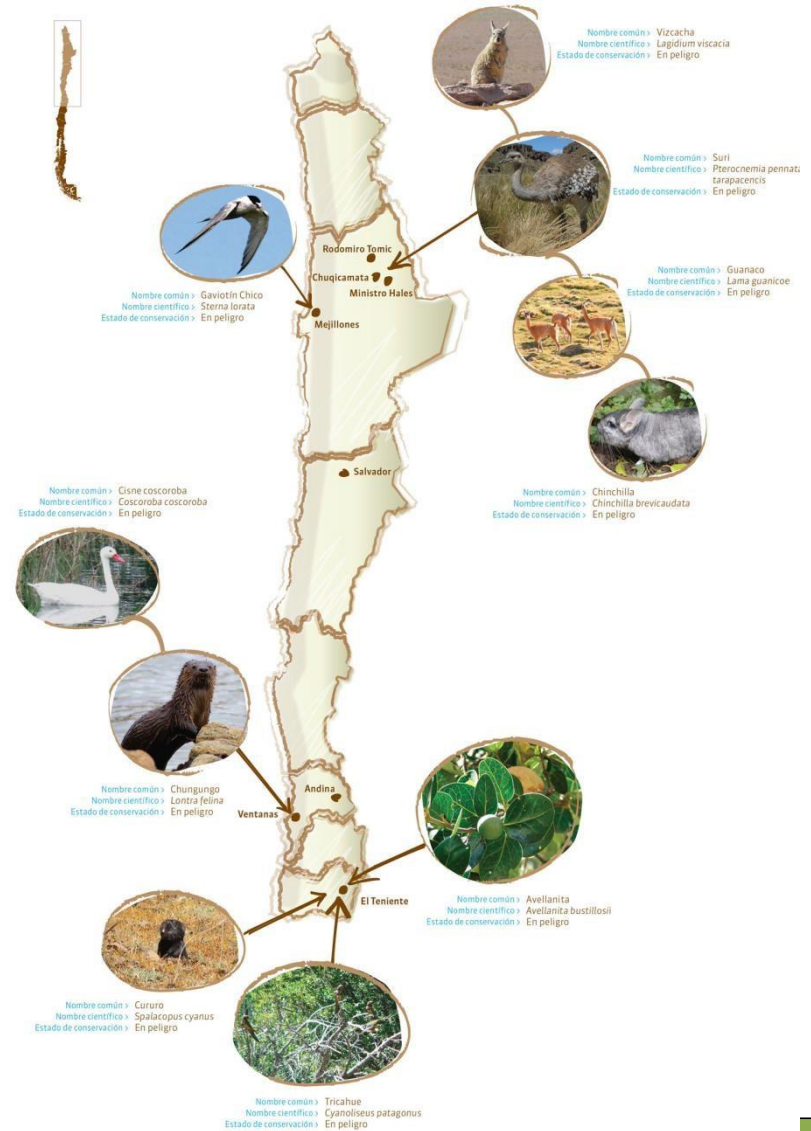 Nombre común > Vizcacha
Nombre científico > Lagidium viscacia
Estado de conservación > En peligro
Nombre común > Suri
Nombre científico > Pterocnemia pennata
tarapacencis
Estado de conservación > En peligro
Nombre común > Guanaco
Nombre científico > Lama guanicoe
Estado de conservación > En peligro
Rodomiro Tomic
Chuqicamata
Ministro Hales
Nombre común > Gaviotín Chico
Nombre científico > Sterna lorata
Estado de conservación > En peligro
Mejillones
Salvador
Nombre común > Chinchilla
Nombre científico > Chinchilla brevicaudata
Estado de conservación > En peligro
Nombre común > Cisne coscoroba
Nombre científico > Coscoroba coscoroba
Estado de conservación > En peligro
Nombre común > Chungungo
Nombre científico > Lontra felina
Estado de conservación > En peligro
Andina
Ventanas
El Teniente
Nombre común > Avellanita
Nombre científico > Avellanita bustillosii
Estado de conservación > En peligro
Nombre común > Cururo
Nombre científico > Spalacopus cyanus
Estado de conservación > En peligro
Nombre común > Tricahue
Nombre científico > Cyanoliseus patagonus
Estado de conservación > En peligro